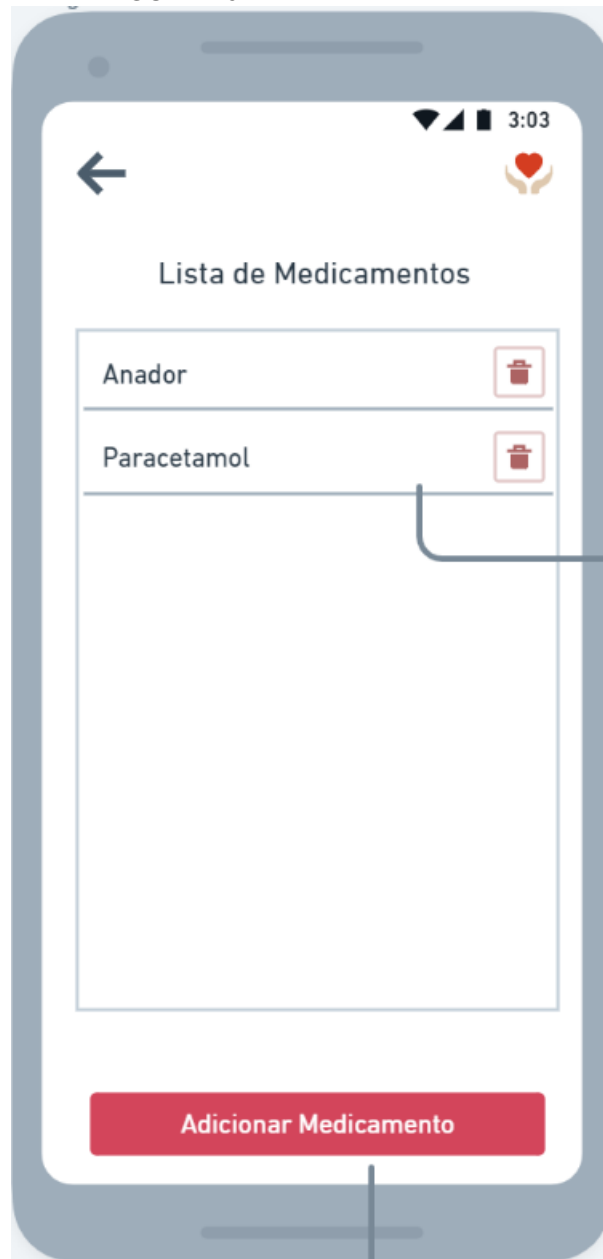 3:03
Lista de Medicamentos
Anador
Paracetamol
Adicionar Medicamento